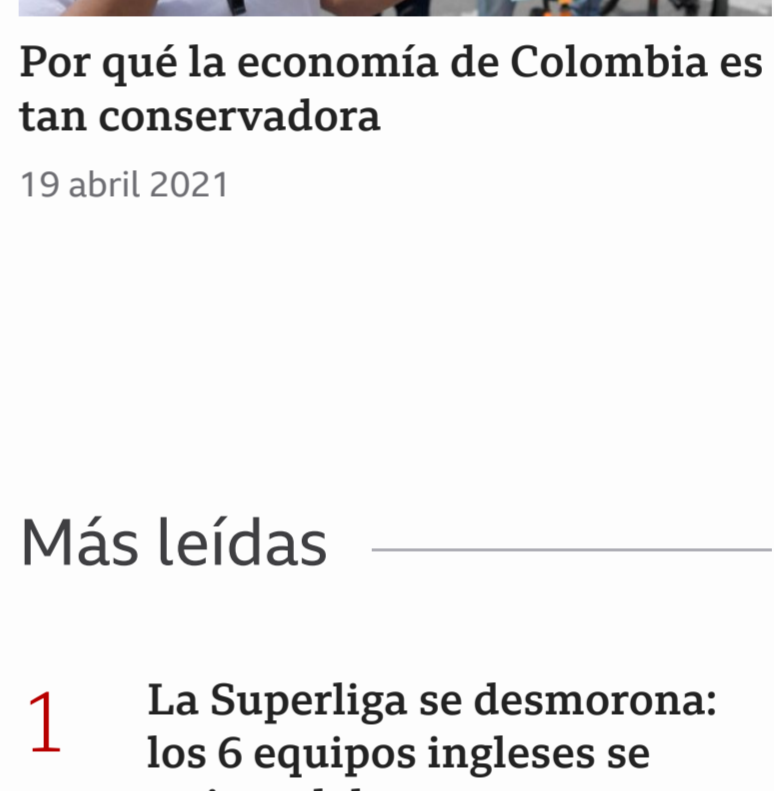 Por qué la economía de Colombia es
tan conservadora
19 abril 2021
Más leídas
1
La Superliga se desmorona:
los 6 equipos ingleses se